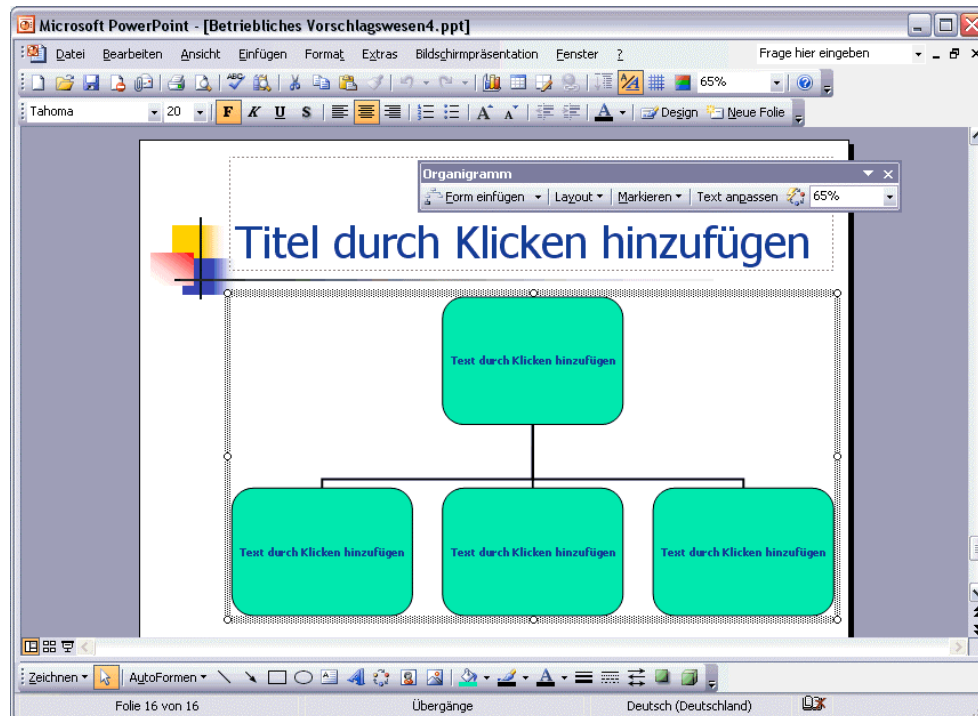 Microsoft PowerPoint - [Betriebliches Vorschlagswesen4.ppt]
Datei Bearbeiten Ansicht Einfügen Format Extras Bildschirmpräsentation Fenster ? Frage hier eingeben
ABC 65%
Tahoma 20 F K U S A A A Design Neue Folie
Organigramm
Form einfügen Layout Markieren Text anpassen 65%
Titel durch Klicken hinzufügen
Text durch Klicken hinzufügen
Text durch Klicken hinzufügen Text durch Klicken hinzufügen Text durch Klicken hinzufügen
Zeichnen AutoFormen A A
Folie 16 von 16 Übergänge Deutsch (Deutschland)